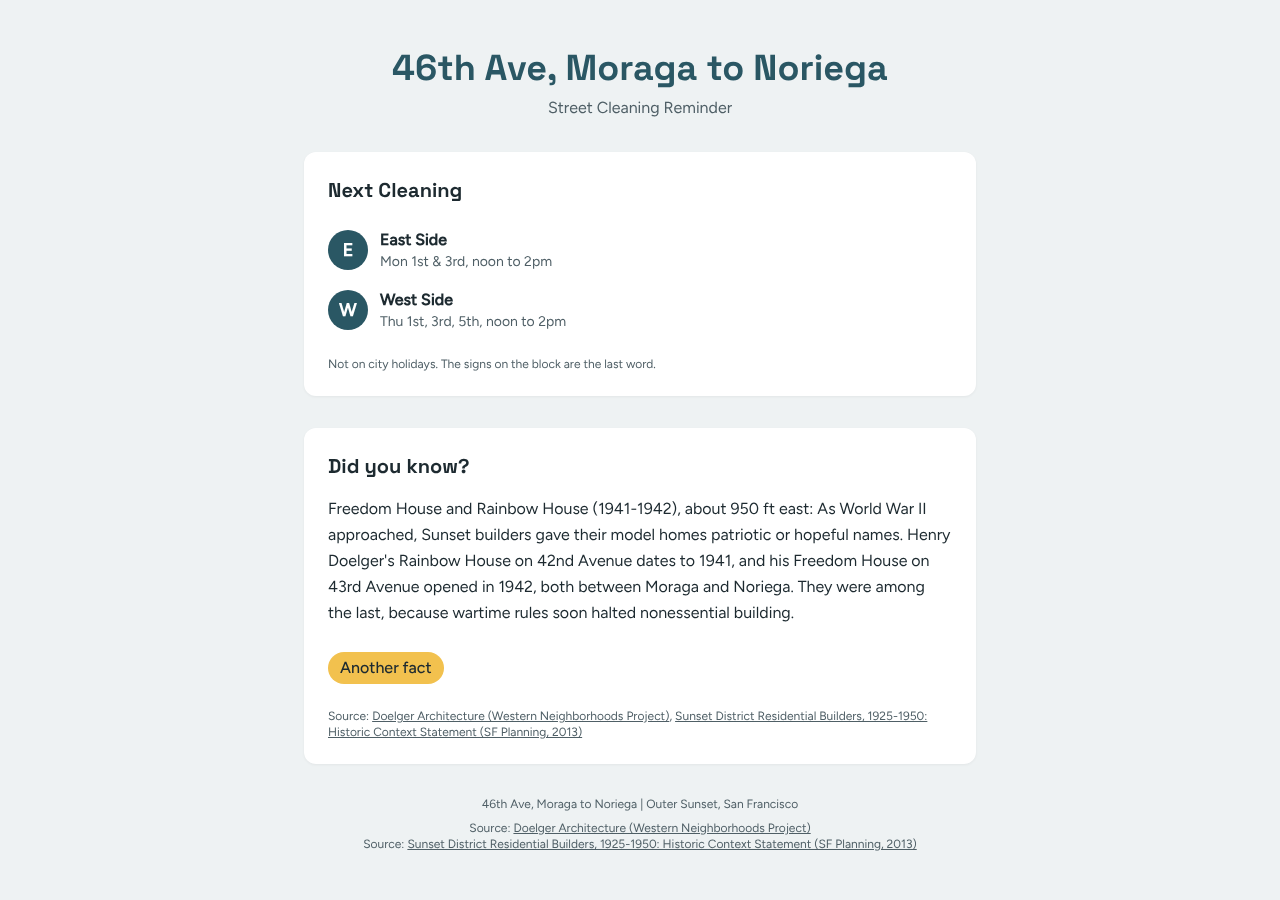 46th Ave, Moraga to Noriega
Street Cleaning Reminder
Next Cleaning
E
East Side
Mon 1st & 3rd, noon to 2pm
W
West Side
Thu 1st, 3rd, 5th, noon to 2pm
Not on city holidays. The signs on the block are the last word.
Did you know?
Freedom House and Rainbow House (1941-1942), about 950 ft east: As World War II
approached, Sunset builders gave their model homes patriotic or hopeful names. Henry
Doelger's Rainbow House on 42nd Avenue dates to 1941, and his Freedom House on
43rd Avenue opened in 1942, both between Moraga and Noriega. They were among
the last, because wartime rules soon halted nonessential building.
Another fact
Source: Doelger Architecture (Western Neighborhoods Project), Sunset District Residential Builders, 1925-1950:
Historic Context Statement (SF Planning, 2013)
46th Ave, Moraga to Noriega | Outer Sunset, San Francisco
Source: Doelger Architecture (Western Neighborhoods Project)
Source: Sunset District Residential Builders, 1925-1950: Historic Context Statement (SF Planning, 2013)